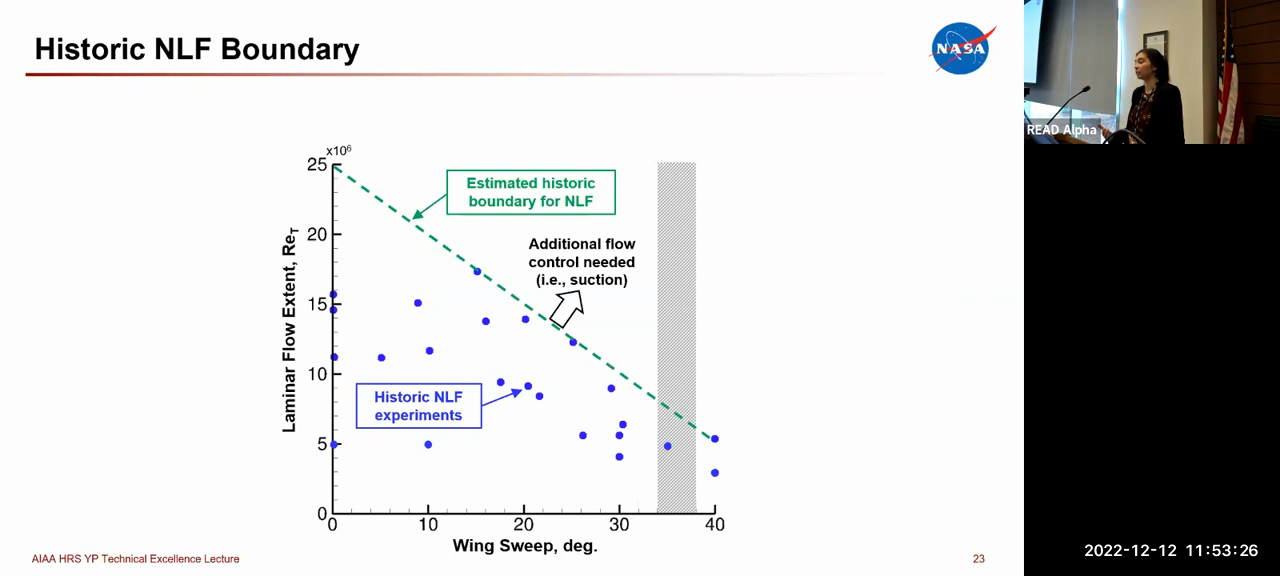 Historic NLF Boundary
NASA
READ Alpha
x10⁶
25
20
15
10
5
0
Laminar Flow Extent, Re_T
Estimated historic
boundary for NLF
Additional flow
control needed
(i.e., suction)
Historic NLF
experiments
0 10 20 30 40
Wing Sweep, deg.
AIAA HRS YP Technical Excellence Lecture
23
2022-12-12 11:53:26